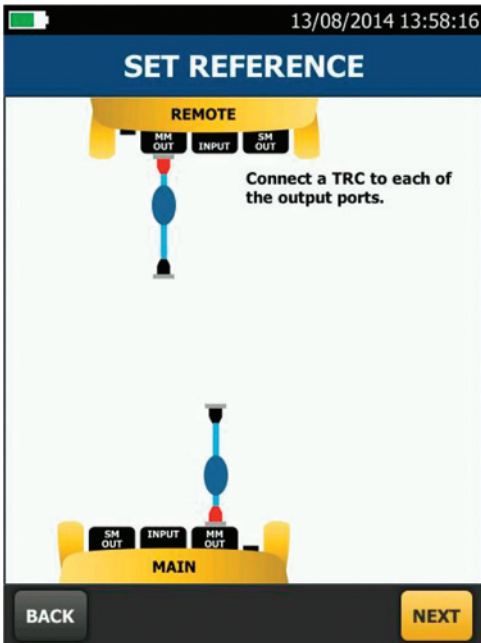 13/08/2014 13:58:16
SET REFERENCE
REMOTE
MM OUT
INPUT
SM OUT
Connect a TRC to each of
the output ports.
SM OUT
INPUT
MM OUT
MAIN
BACK
NEXT